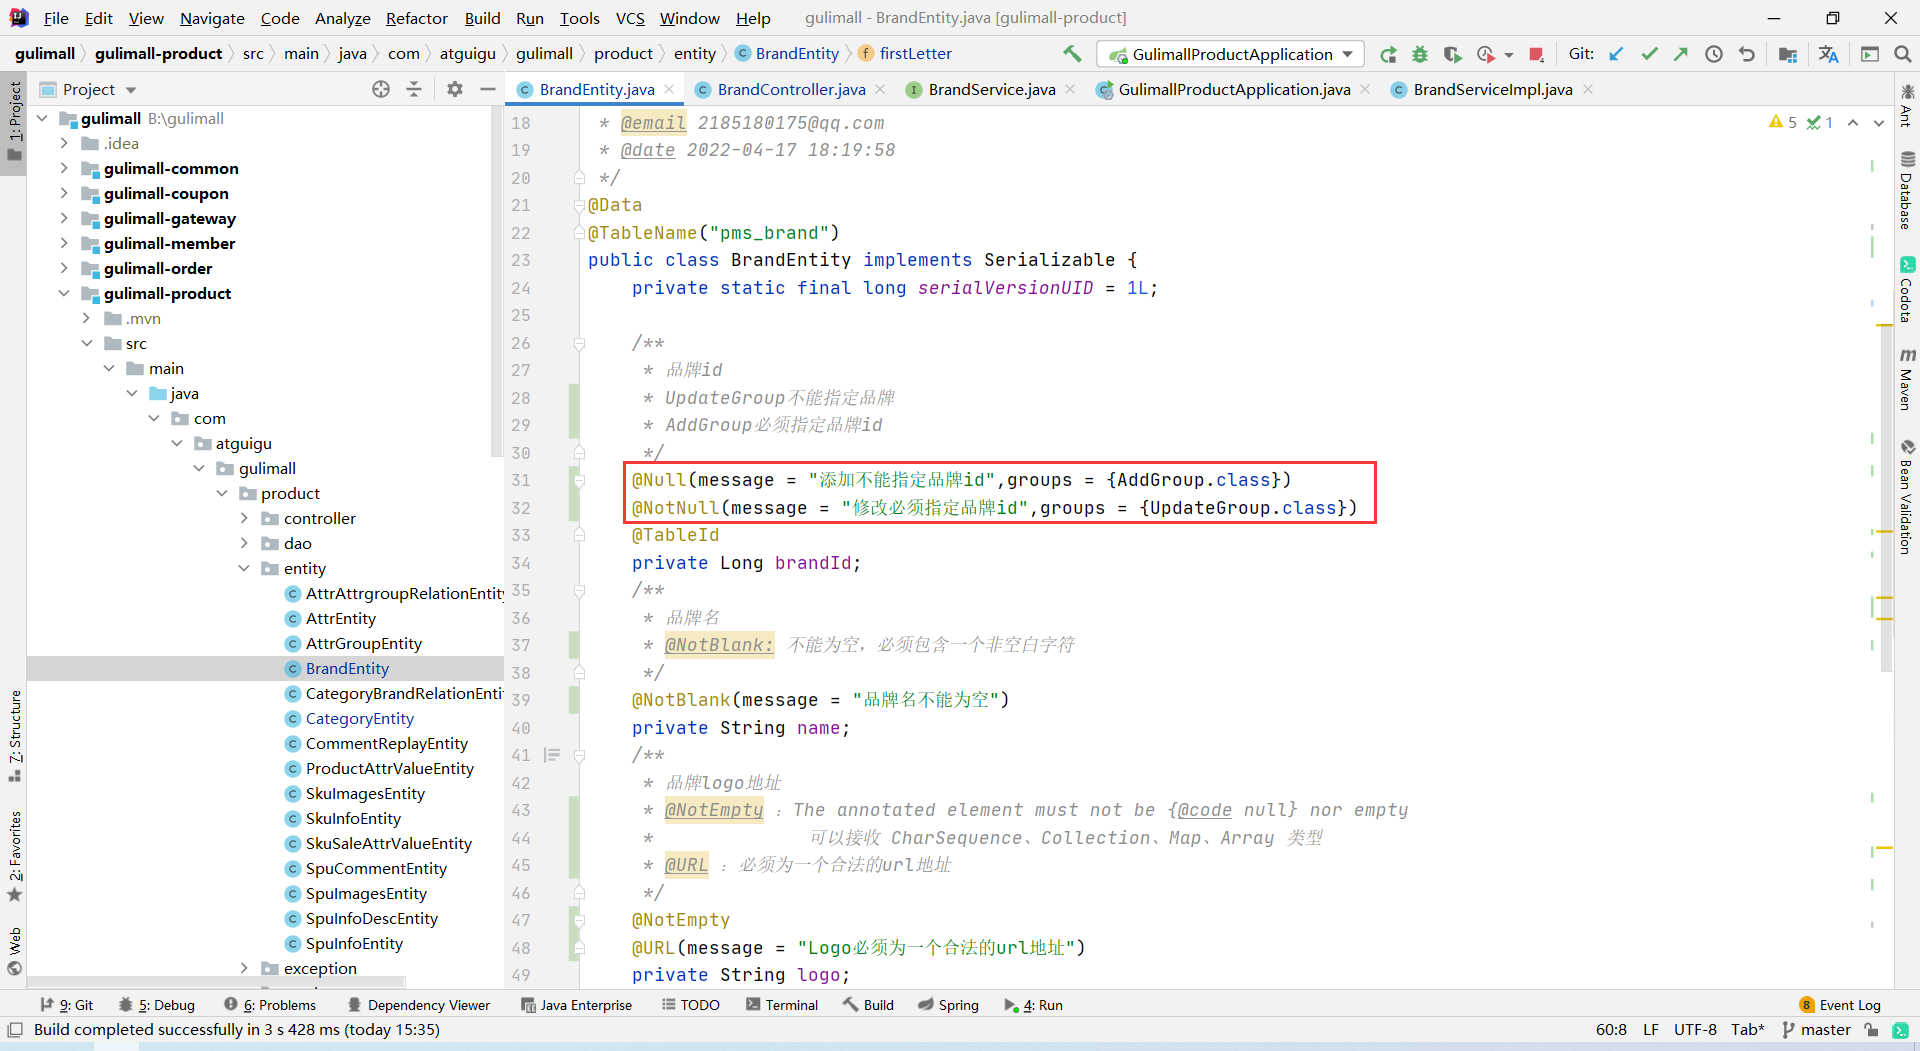 File Edit View Navigate Code Analyze Refactor Build Run Tools VCS Window Help gulimall - BrandEntity.java [gulimall-product]
gulimall gulimall-product src main java com atguigu gulimall product entity BrandEntity firstLetter GulimallProductApplication Git:
Project BrandEntity.java BrandController.java BrandService.java GulimallProductApplication.java BrandServiceImpl.java
1: Project
7: Structure
2: Favorites
Web
gulimall B:\gulimall
.idea
gulimall-common
gulimall-coupon
gulimall-gateway
gulimall-member
gulimall-order
gulimall-product
.mvn
src
main
java
com
atguigu
gulimall
product
controller
dao
entity
AttrAttrgroupRelationEntity
AttrEntity
AttrGroupEntity
BrandEntity
CategoryBrandRelationEnti
CategoryEntity
CommentReplayEntity
ProductAttrValueEntity
SkuImagesEntity
SkuInfoEntity
SkuSaleAttrValueEntity
SpuCommentEntity
SpuImagesEntity
SpuInfoDescEntity
SpuInfoEntity
exception
5 1
18 * @email 2185180175@qq.com
19 * @date 2022-04-17 18:19:58
20 */
21 @Data
22 @TableName("pms_brand")
23 public class BrandEntity implements Serializable {
24 private static final long serialVersionUID = 1L;
25
26 /**
27 * 品牌id
28 * UpdateGroup不能指定品牌
29 * AddGroup必须指定品牌id
30 */
31 @Null(message = "添加不能指定品牌id",groups = {AddGroup.class})
32 @NotNull(message = "修改必须指定品牌id",groups = {UpdateGroup.class})
33 @TableId
34 private Long brandId;
35 /**
36 * 品牌名
37 * @NotBlank: 不能为空，必须包含一个非空白字符
38 */
39 @NotBlank(message = "品牌名不能为空")
40 private String name;
41 /**
42 * 品牌logo地址
43 * @NotEmpty ：The annotated element must not be {@code null} nor empty
44 * 可以接收 CharSequence、Collection、Map、Array 类型
45 * @URL ：必须为一个合法的url地址
46 */
47 @NotEmpty
48 @URL(message = "Logo必须为一个合法的url地址")
49 private String logo;
Ant
Database
Codota
m Maven
Bean Validation
9: Git 5: Debug 6: Problems Dependency Viewer Java Enterprise TODO Terminal Build Spring 4: Run 8 Event Log
Build completed successfully in 3 s 428 ms (today 15:35) 60:8 LF UTF-8 Tab* master